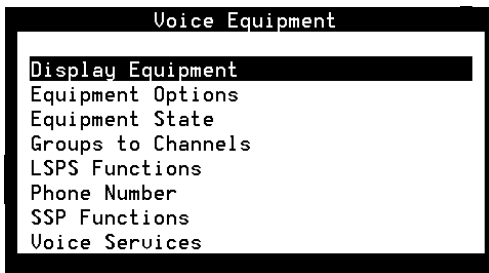 Voice Equipment
Display Equipment
Equipment Options
Equipment State
Groups to Channels
LSPS Functions
Phone Number
SSP Functions
Voice Services